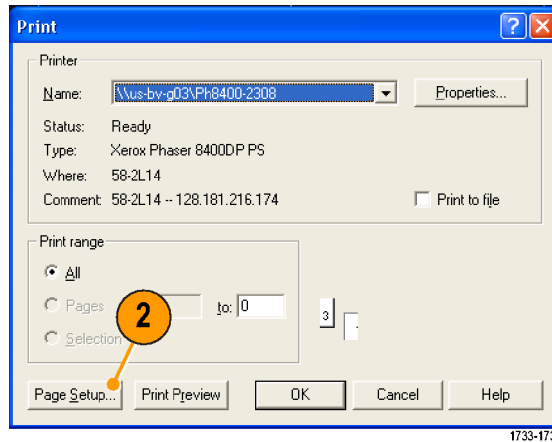 Print
Printer
Name: \\us-bv-g03\Ph8400-2308 Properties...
Status: Ready
Type: Xerox Phaser 8400DP PS
Where: 58-2L14
Comment: 58-2L14 -- 128.181.216.174 Print to file
Print range
All
Pages to: 0
Selection
2
3
Page Setup... Print Preview OK Cancel Help